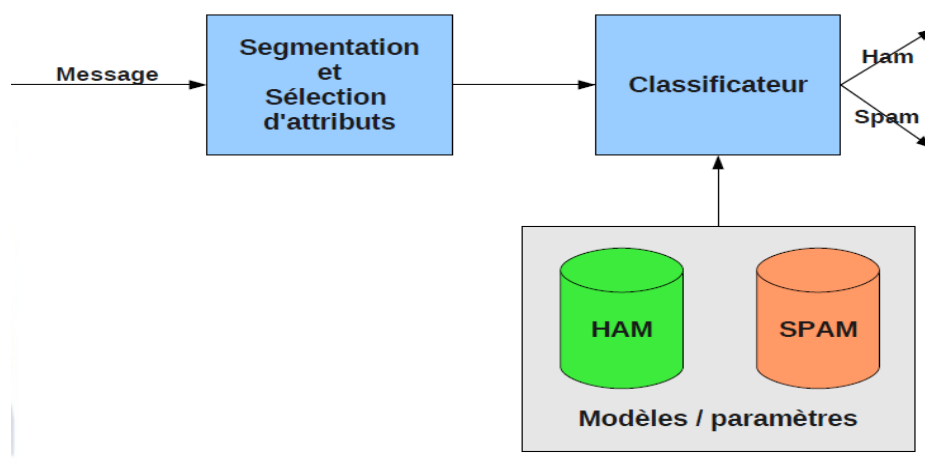 Message
Segmentation
et
Sélection
d'attributs
Classificateur
Ham
Spam
HAM
SPAM
Modèles / paramètres